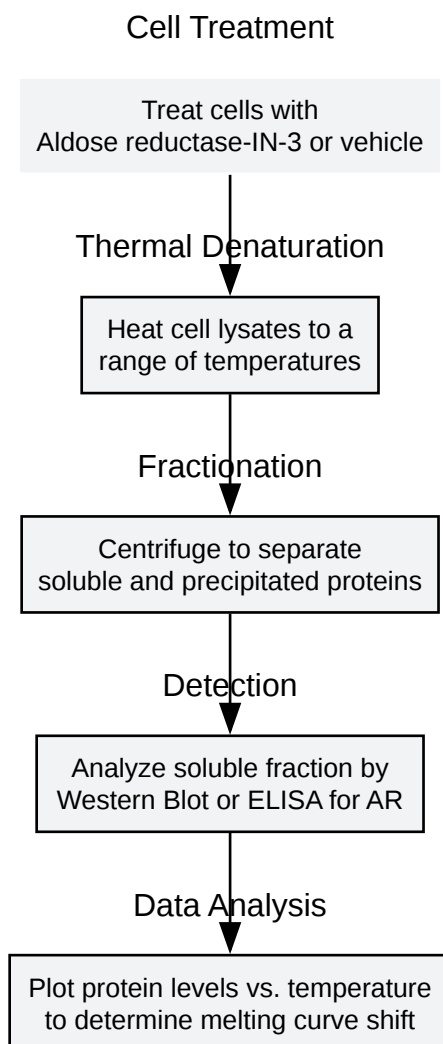 Cell Treatment
Treat cells with
Aldose reductase-IN-3 or vehicle
Thermal Denaturation
Heat cell lysates to a
range of temperatures
Fractionation
Centrifuge to separate
soluble and precipitated proteins
Detection
Analyze soluble fraction by
Western Blot or ELISA for AR
Data Analysis
Plot protein levels vs. temperature
to determine melting curve shift